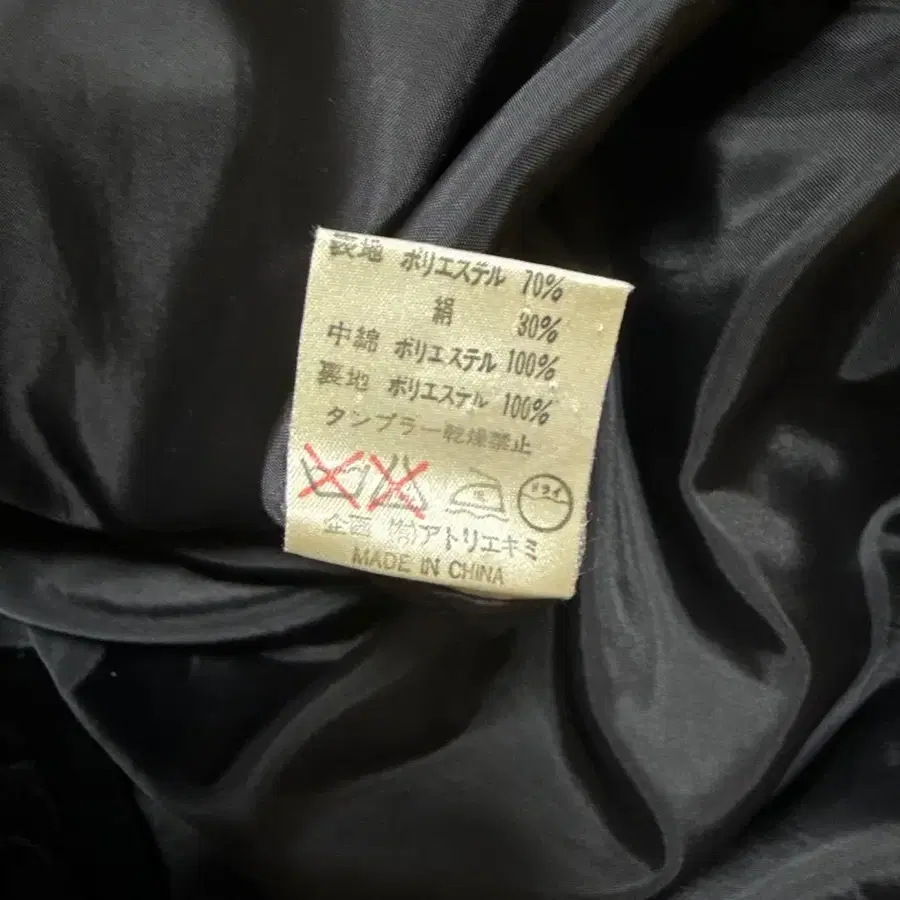 表地 ポリエステル 70%
絹 30%
中綿 ポリエステル 100%
裏地 ポリエステル 100%
タンブラー乾燥禁止
ドライ
企画 ㈱アトリエキミ
MADE IN CHINA